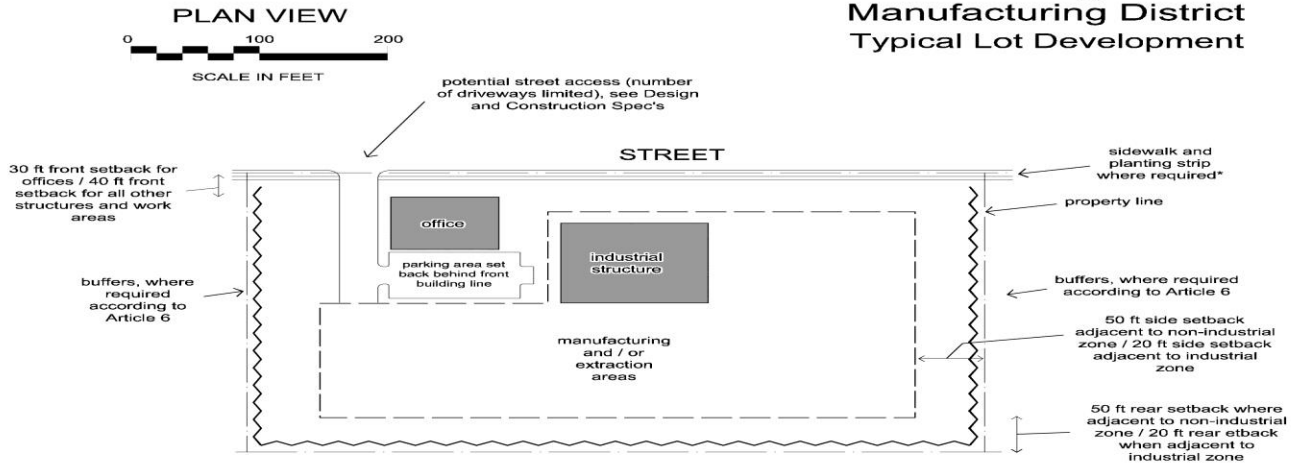 PLAN VIEW
0 100 200
SCALE IN FEET
Manufacturing District
Typical Lot Development
potential street access (number
of driveways limited), see Design
and Construction Spec's
STREET
30 ft front setback for
offices / 40 ft front
setback for all other
structures and work
areas
sidewalk and
planting strip
where required*
property line
office
parking area set
back behind front
building line
industrial
structure
buffers, where
required
according to
Article 6
buffers, where required
according to Article 6
manufacturing
and / or
extraction
areas
50 ft side setback
adjacent to non-industrial
zone / 20 ft side setback
adjacent to industrial
zone
50 ft rear setback where
adjacent to non-industrial
zone / 20 ft rear etback
when adjacent to
industrial zone